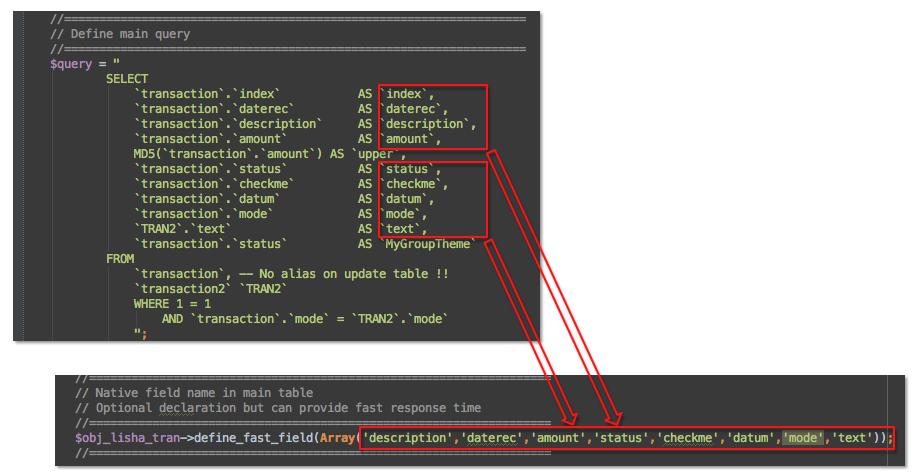 //==================================================================
// Define main query
//==================================================================
$query = "
SELECT
`transaction`.`index` AS `index`,
`transaction`.`daterec` AS `daterec`,
`transaction`.`description` AS `description`,
`transaction`.`amount` AS `amount`,
MD5(`transaction`.`amount`) AS `upper`,
`transaction`.`status` AS `status`,
`transaction`.`checkme` AS `checkme`,
`transaction`.`datum` AS `datum`,
`transaction`.`mode` AS `mode`,
`TRAN2`.`text` AS `text`,
`transaction`.`status` AS `MyGroupTheme`
FROM
`transaction`, -- No alias on update table !!
`transaction2` `TRAN2`
WHERE 1 = 1
AND `transaction`.`mode` = `TRAN2`.`mode`
";
//==================================================================
// Native field name in main table
// Optional declaration but can provide fast response time
//==================================================================
$obj_lisha_tran->define_fast_field(Array('description','daterec','amount','status','checkme','datum','mode','text'));
//==================================================================